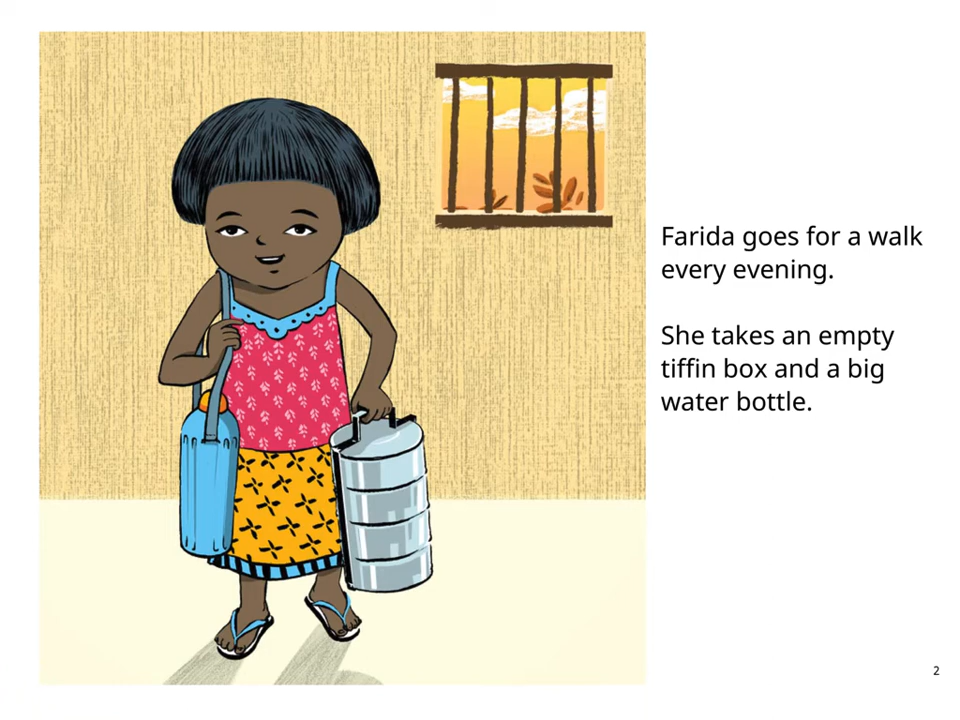 Farida goes for a walk
every evening.
She takes an empty
tiffin box and a big
water bottle.
2